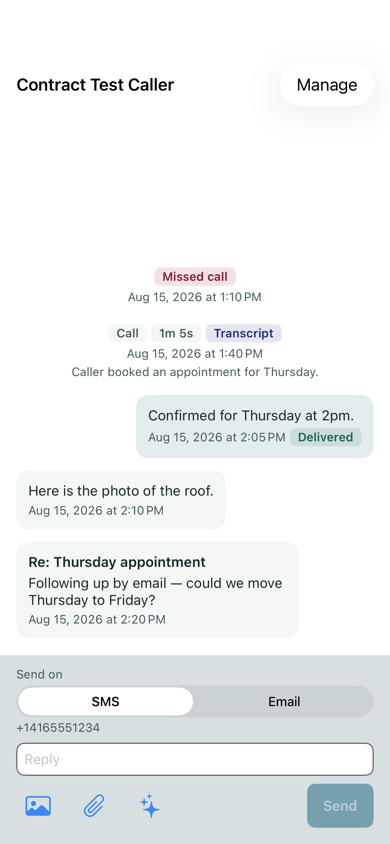 Contract Test Caller
Manage
Missed call
Aug 15, 2026 at 1:10 PM
Call 1m 5s Transcript
Aug 15, 2026 at 1:40 PM
Caller booked an appointment for Thursday.
Confirmed for Thursday at 2pm.
Aug 15, 2026 at 2:05 PM Delivered
Here is the photo of the roof.
Aug 15, 2026 at 2:10 PM
Re: Thursday appointment
Following up by email — could we move
Thursday to Friday?
Aug 15, 2026 at 2:20 PM
Send on
SMS Email
+14165551234
Reply
Send